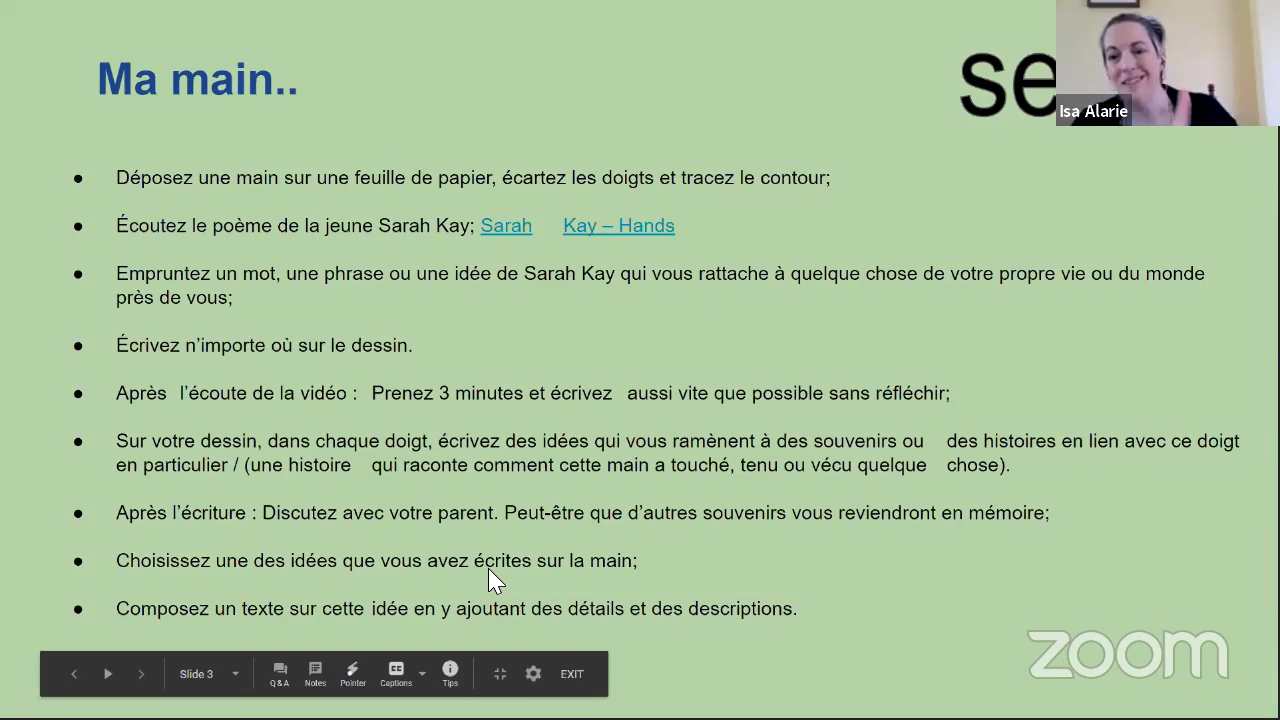 Ma main..
se
Isa Alarie
● Déposez une main sur une feuille de papier, écartez les doigts et tracez le contour;
● Écoutez le poème de la jeune Sarah Kay; Sarah Kay – Hands
● Empruntez un mot, une phrase ou une idée de Sarah Kay qui vous rattache à quelque chose de votre propre vie ou du monde
près de vous;
● Écrivez n’importe où sur le dessin.
● Après l’écoute de la vidéo : Prenez 3 minutes et écrivez aussi vite que possible sans réfléchir;
● Sur votre dessin, dans chaque doigt, écrivez des idées qui vous ramènent à des souvenirs ou des histoires en lien avec ce doigt
en particulier / (une histoire qui raconte comment cette main a touché, tenu ou vécu quelque chose).
● Après l’écriture : Discutez avec votre parent. Peut-être que d’autres souvenirs vous reviendront en mémoire;
● Choisissez une des idées que vous avez écrites sur la main;
● Composez un texte sur cette idée en y ajoutant des détails et des descriptions.
zoom
Slide 3
Q & A Notes Pointer Captions Tips EXIT